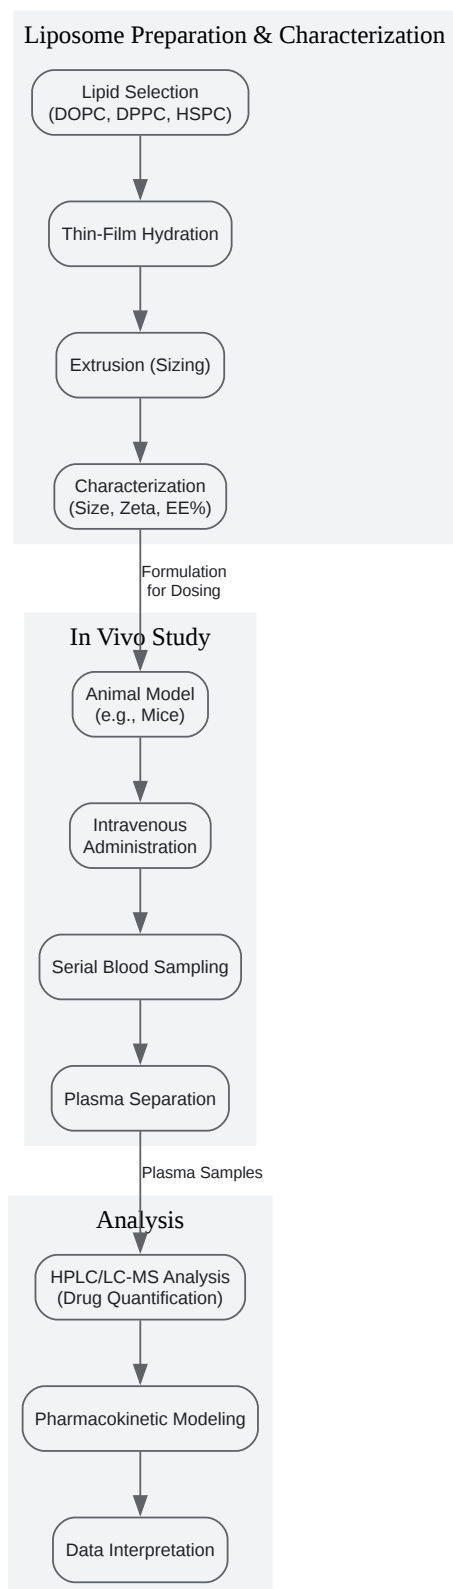 Liposome Preparation & Characterization
Lipid Selection
(DOPC, DPPC, HSPC)
Thin-Film Hydration
Extrusion (Sizing)
Characterization
(Size, Zeta, EE%)
Formulation
for Dosing
In Vivo Study
Animal Model
(e.g., Mice)
Intravenous
Administration
Serial Blood Sampling
Plasma Separation
Plasma Samples
Analysis
HPLC/LC-MS Analysis
(Drug Quantification)
Pharmacokinetic Modeling
Data Interpretation